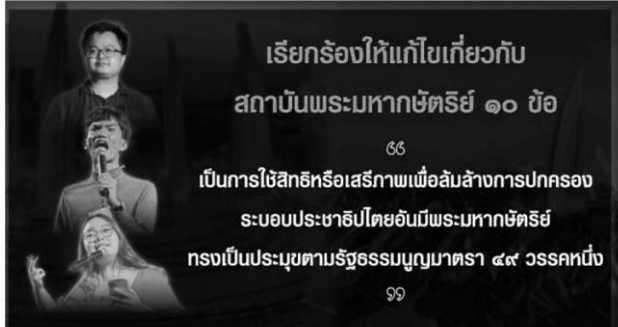 เรียกร้องให้แก้ไขเกี่ยวกับ
สถาบันพระมหากษัตริย์ ๑๐ ข้อ
“
เป็นการใช้สิทธิหรือเสรีภาพเพื่อล้มล้างการปกครอง
ระบอบประชาธิปไตยอันมีพระมหากษัตริย์
ทรงเป็นประมุขตามรัฐธรรมนูญมาตรา ๔๙ วรรคหนึ่ง
”